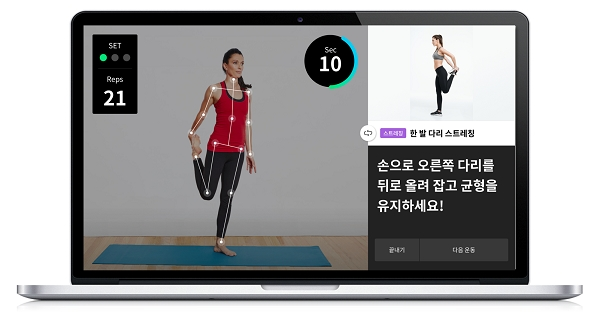 SET
Reps
21
Sec
10
스트레칭 한 발 다리 스트레칭
손으로 오른쪽 다리를
뒤로 올려 잡고 균형을
유지하세요!
끝내기
다음 운동